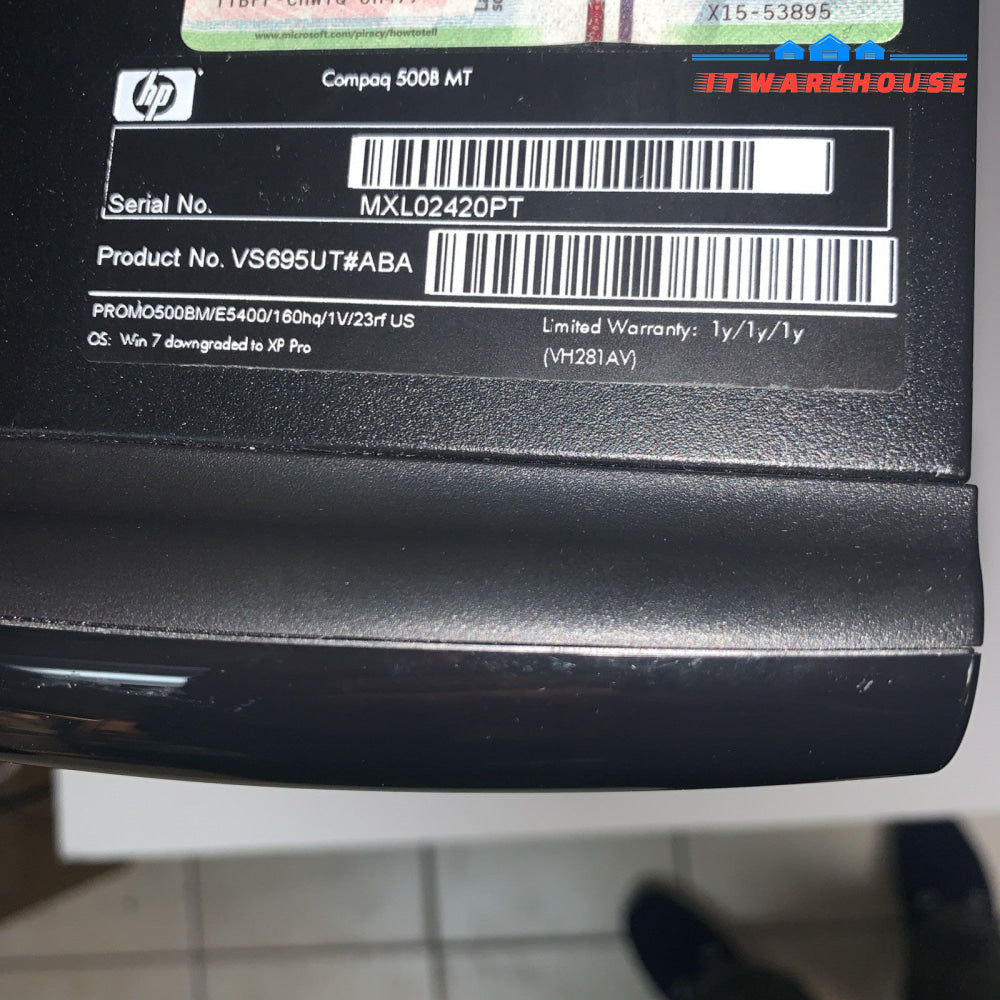 X15-53895
www.microsoft.com/piracy/howtotell
IT WAREHOUSE
hp
Compaq 500B MT
Serial No.
MXL02420PT
Product No. VS695UT#ABA
PROMO500BM/E5400/160hq/1V/23rf US
OS: Win 7 downgraded to XP Pro
Limited Warranty: 1y/1y/1y
(VH281AV)